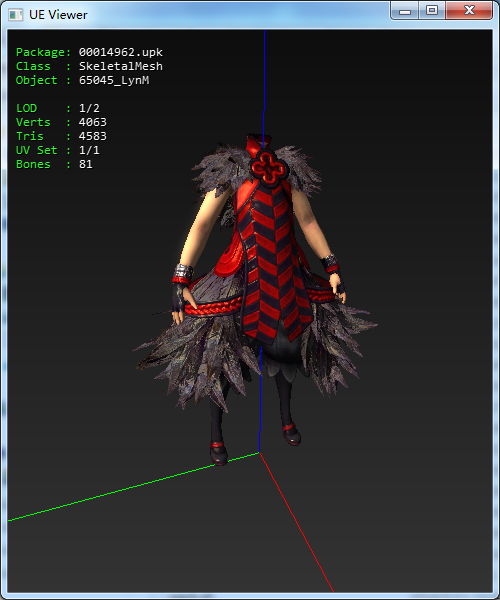 UE Viewer
Package: 00014962.upk
Class : SkeletalMesh
Object : 65045_LynM
LOD : 1/2
Verts : 4063
Tris : 4583
UV Set : 1/1
Bones : 81